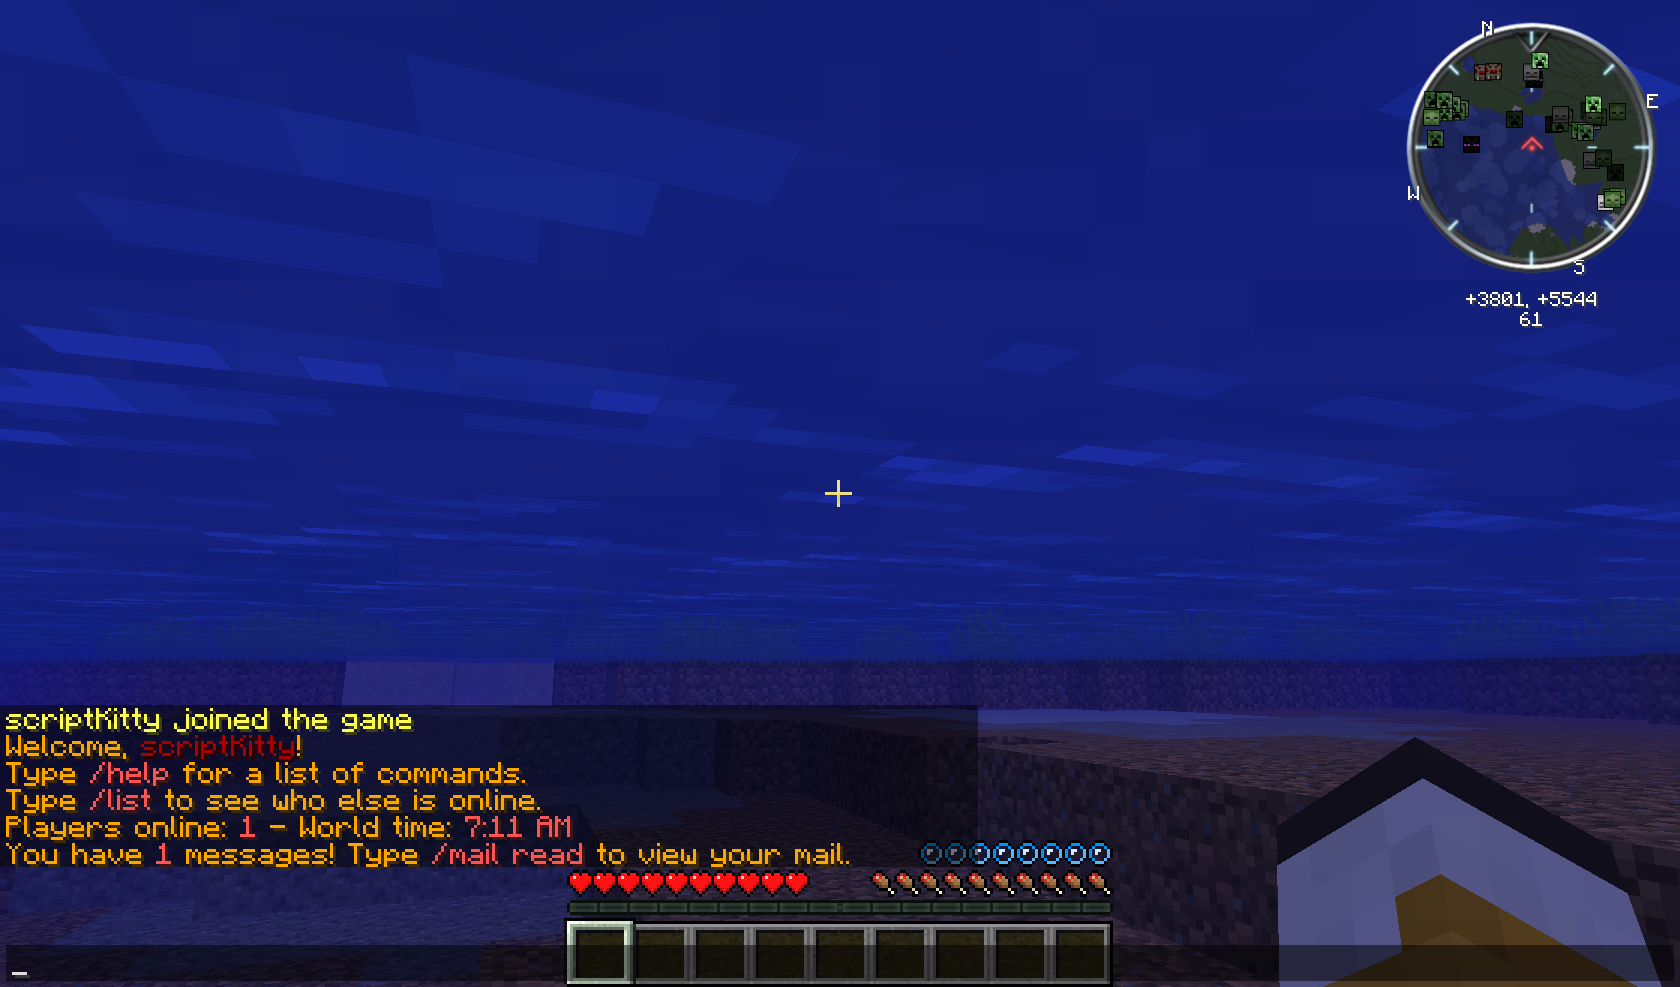 N
E
W
S
+3801, +5544
61
scriptKitty joined the game
Welcome, scriptKitty!
Type /help for a list of commands.
Type /list to see who else is online.
Players online: 1 - World time: 7:11 AM
You have 1 messages! Type /mail read to view your mail.
_